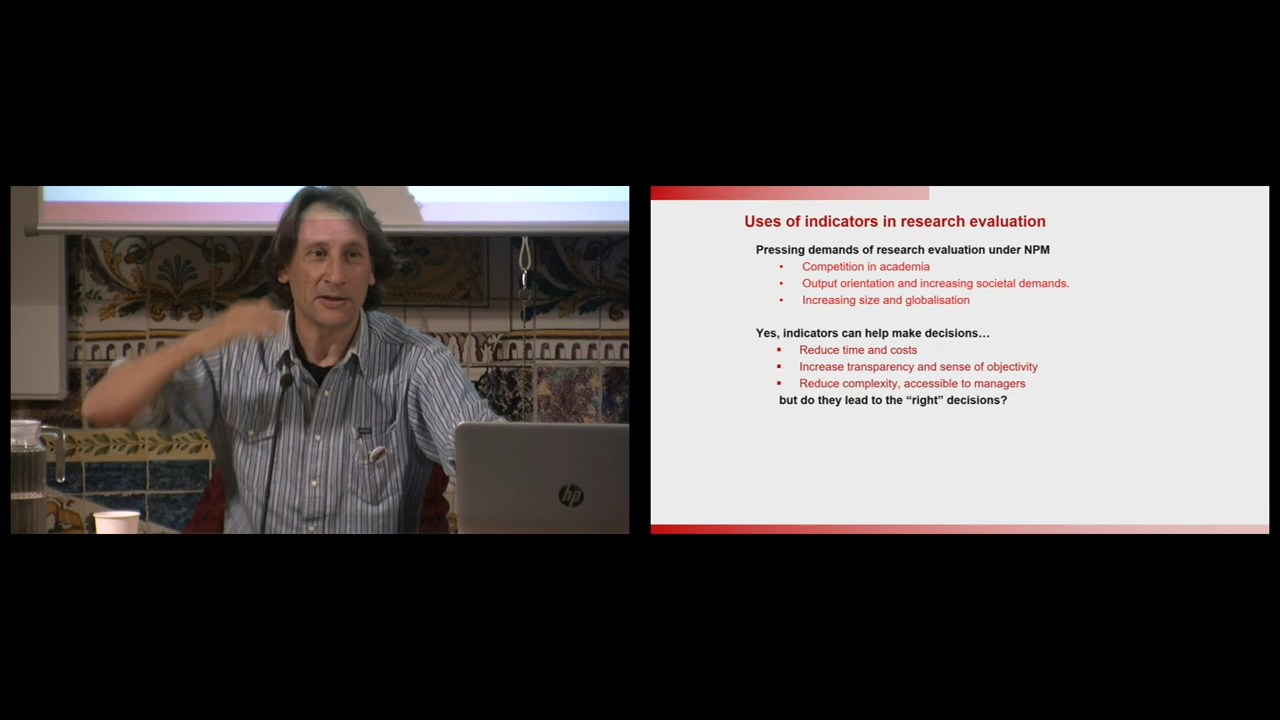 Uses of indicators in research evaluation
Pressing demands of research evaluation under NPM
• Competition in academia
• Output orientation and increasing societal demands.
• Increasing size and globalisation
Yes, indicators can help make decisions…
▪ Reduce time and costs
▪ Increase transparency and sense of objectivity
▪ Reduce complexity, accessible to managers
but do they lead to the “right” decisions?
hp